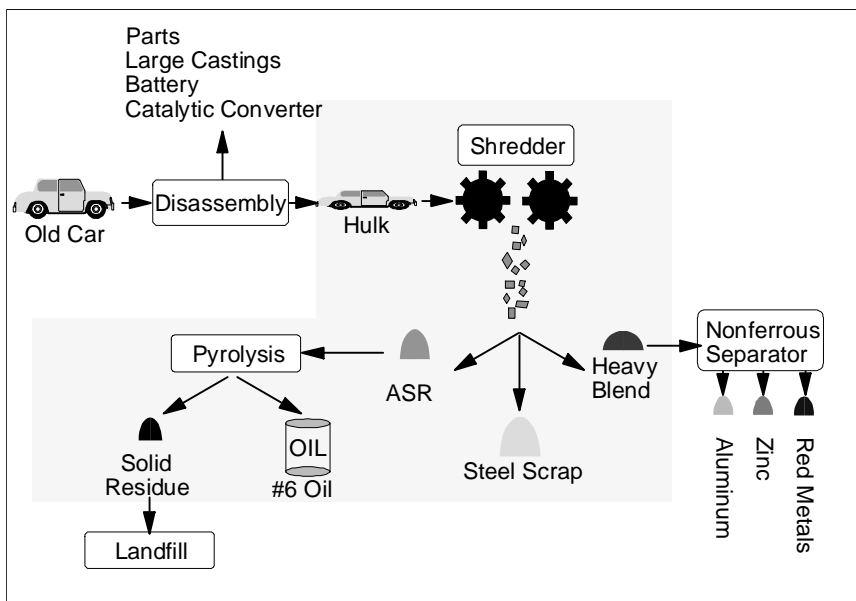 Parts
Large Castings
Battery
Catalytic Converter
Shredder
Disassembly
Old Car
Hulk
Nonferrous
Separator
Pyrolysis
Heavy
Blend
ASR
OIL
Solid
Residue
#6 Oil
Steel Scrap
Aluminum
Zinc
Red Metals
Landfill